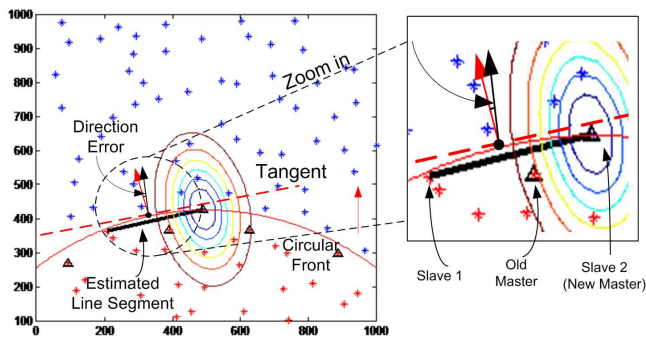 1000
900
800
700
600
500
400
300
200
100
0
200
400
600
800
1000
Zoom in
Direction
Error
Tangent
Circular
Front
Estimated
Line Segment
Slave 1
Old
Master
Slave 2
(New Master)